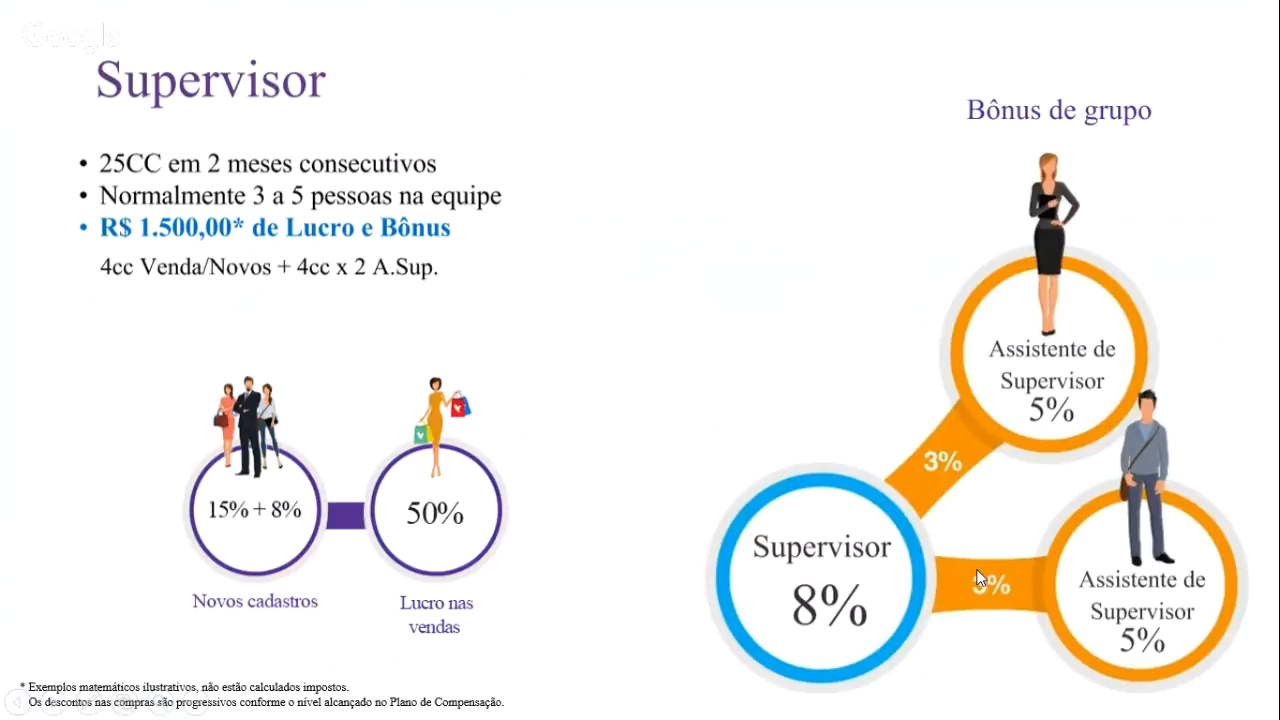 Google
Supervisor
Bônus de grupo
• 25CC em 2 meses consecutivos
• Normalmente 3 a 5 pessoas na equipe
• R$ 1.500,00* de Lucro e Bônus
4cc Venda/Novos + 4cc x 2 A.Sup.
Assistente de
Supervisor
5%
3%
15% + 8%
50%
Supervisor
8%
3%
Assistente de
Supervisor
5%
Novos cadastros
Lucro nas
vendas
* Exemplos matemáticos ilustrativos, não estão calculados impostos.
Os descontos nas compras são progressivos conforme o nível alcançado no Plano de Compensação.